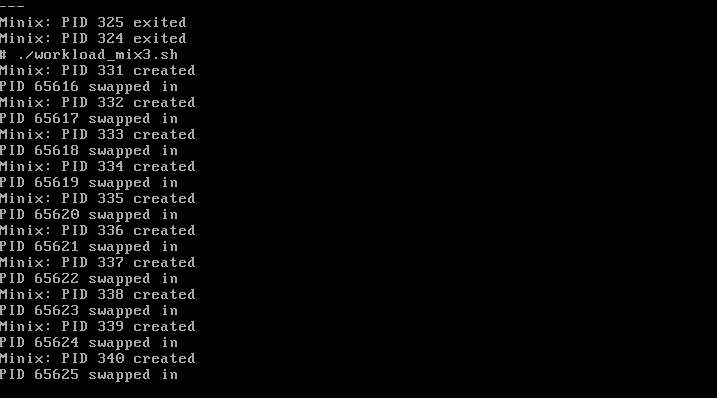 ---
Minix: PID 325 exited
Minix: PID 324 exited
# ./workload_mix3.sh
Minix: PID 331 created
PID 65616 swapped in
Minix: PID 332 created
PID 65617 swapped in
Minix: PID 333 created
PID 65618 swapped in
Minix: PID 334 created
PID 65619 swapped in
Minix: PID 335 created
PID 65620 swapped in
Minix: PID 336 created
PID 65621 swapped in
Minix: PID 337 created
PID 65622 swapped in
Minix: PID 338 created
PID 65623 swapped in
Minix: PID 339 created
PID 65624 swapped in
Minix: PID 340 created
PID 65625 swapped in